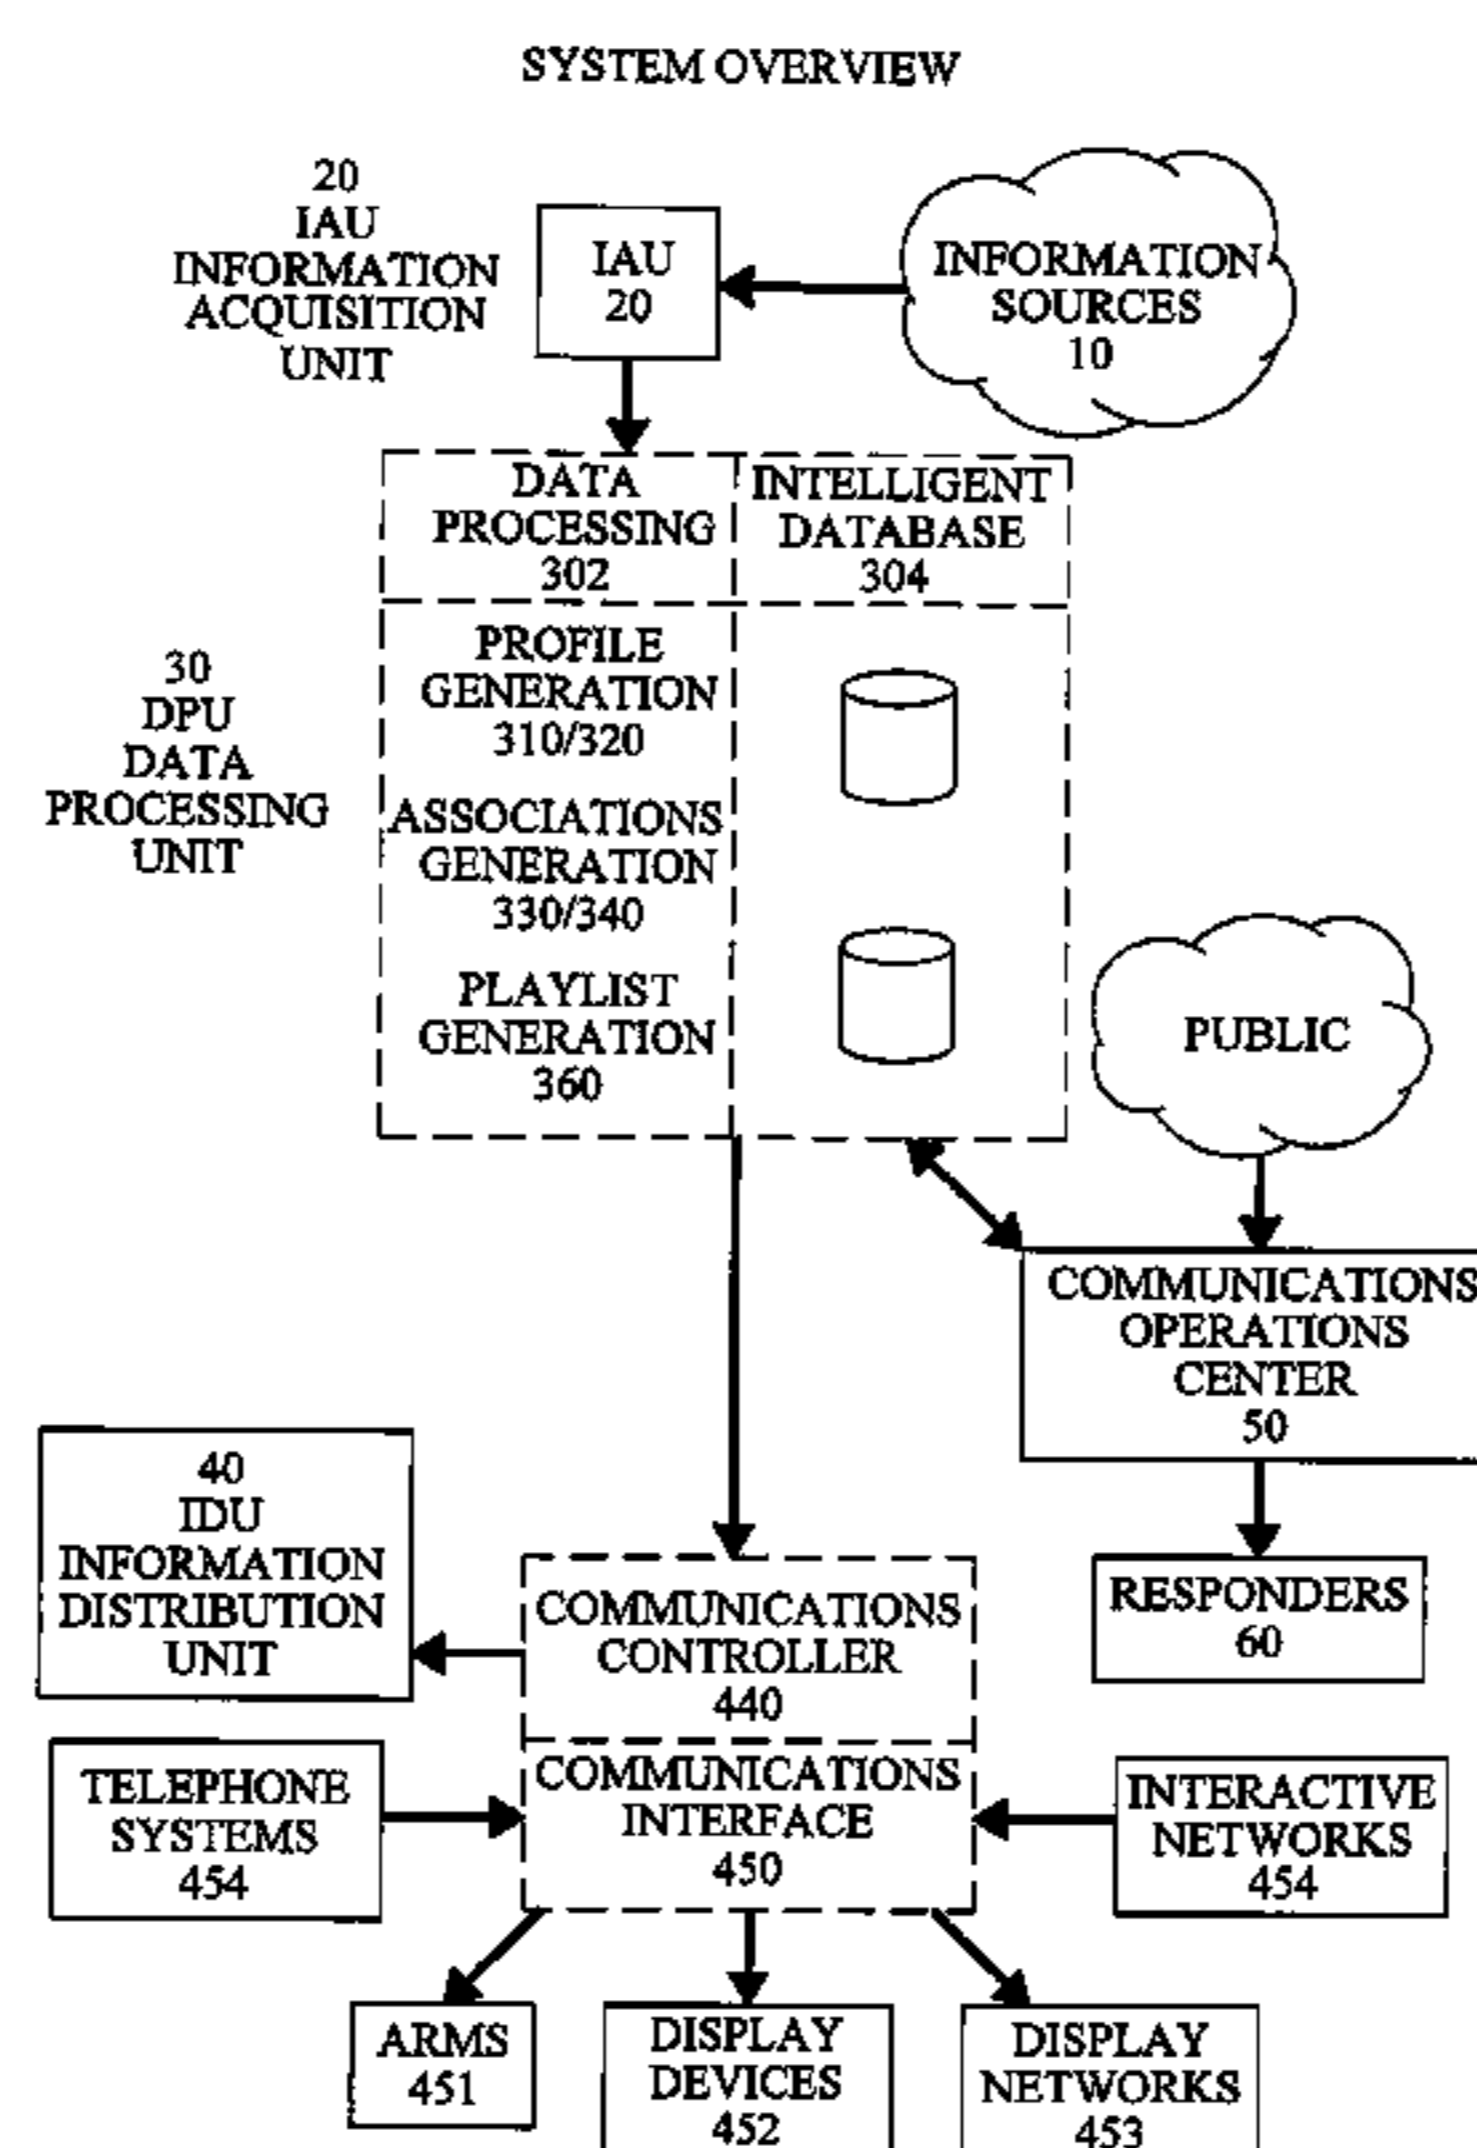 SYSTEM OVERVIEW
20
IAU
INFORMATION
ACQUISITION
UNIT
IAU
20
INFORMATION
SOURCES
10
DATA
PROCESSING
302
INTELLIGENT
DATABASE
304
30
DPU
DATA
PROCESSING
UNIT
PROFILE
GENERATION
310/320
ASSOCIATIONS
GENERATION
330/340
PLAYLIST
GENERATION
360
PUBLIC
COMMUNICATIONS
OPERATIONS
CENTER
50
RESPONDERS
60
40
IDU
INFORMATION
DISTRIBUTION
UNIT
COMMUNICATIONS
CONTROLLER
440
TELEPHONE
SYSTEMS
454
COMMUNICATIONS
INTERFACE
450
INTERACTIVE
NETWORKS
454
ARMS
451
DISPLAY
DEVICES
452
DISPLAY
NETWORKS
453